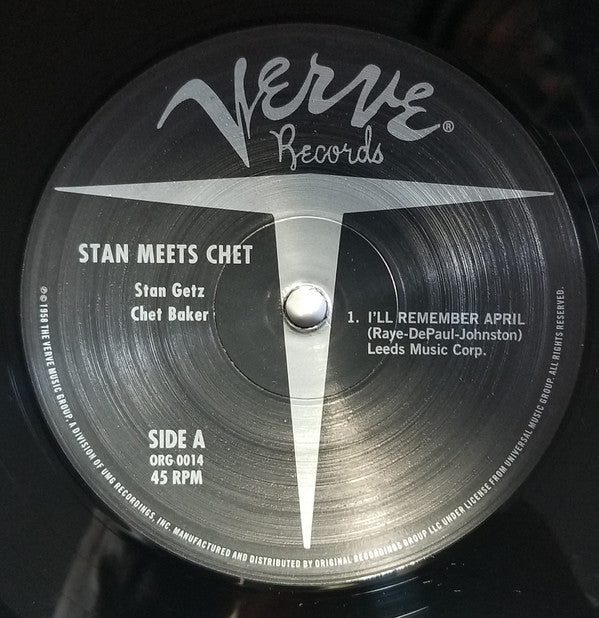 Verve®
Records
STAN MEETS CHET
Stan Getz
Chet Baker
1. I'LL REMEMBER APRIL
(Raye-DePaul-Johnston)
Leeds Music Corp.
SIDE A
ORG 0014
45 RPM
℗ © 1958 THE VERVE MUSIC GROUP, A DIVISION OF UMG RECORDINGS, INC. MANUFACTURED AND DISTRIBUTED BY ORIGINAL RECORDINGS GROUP LLC UNDER LICENSE FROM UNIVERSAL MUSIC GROUP. ALL RIGHTS RESERVED.